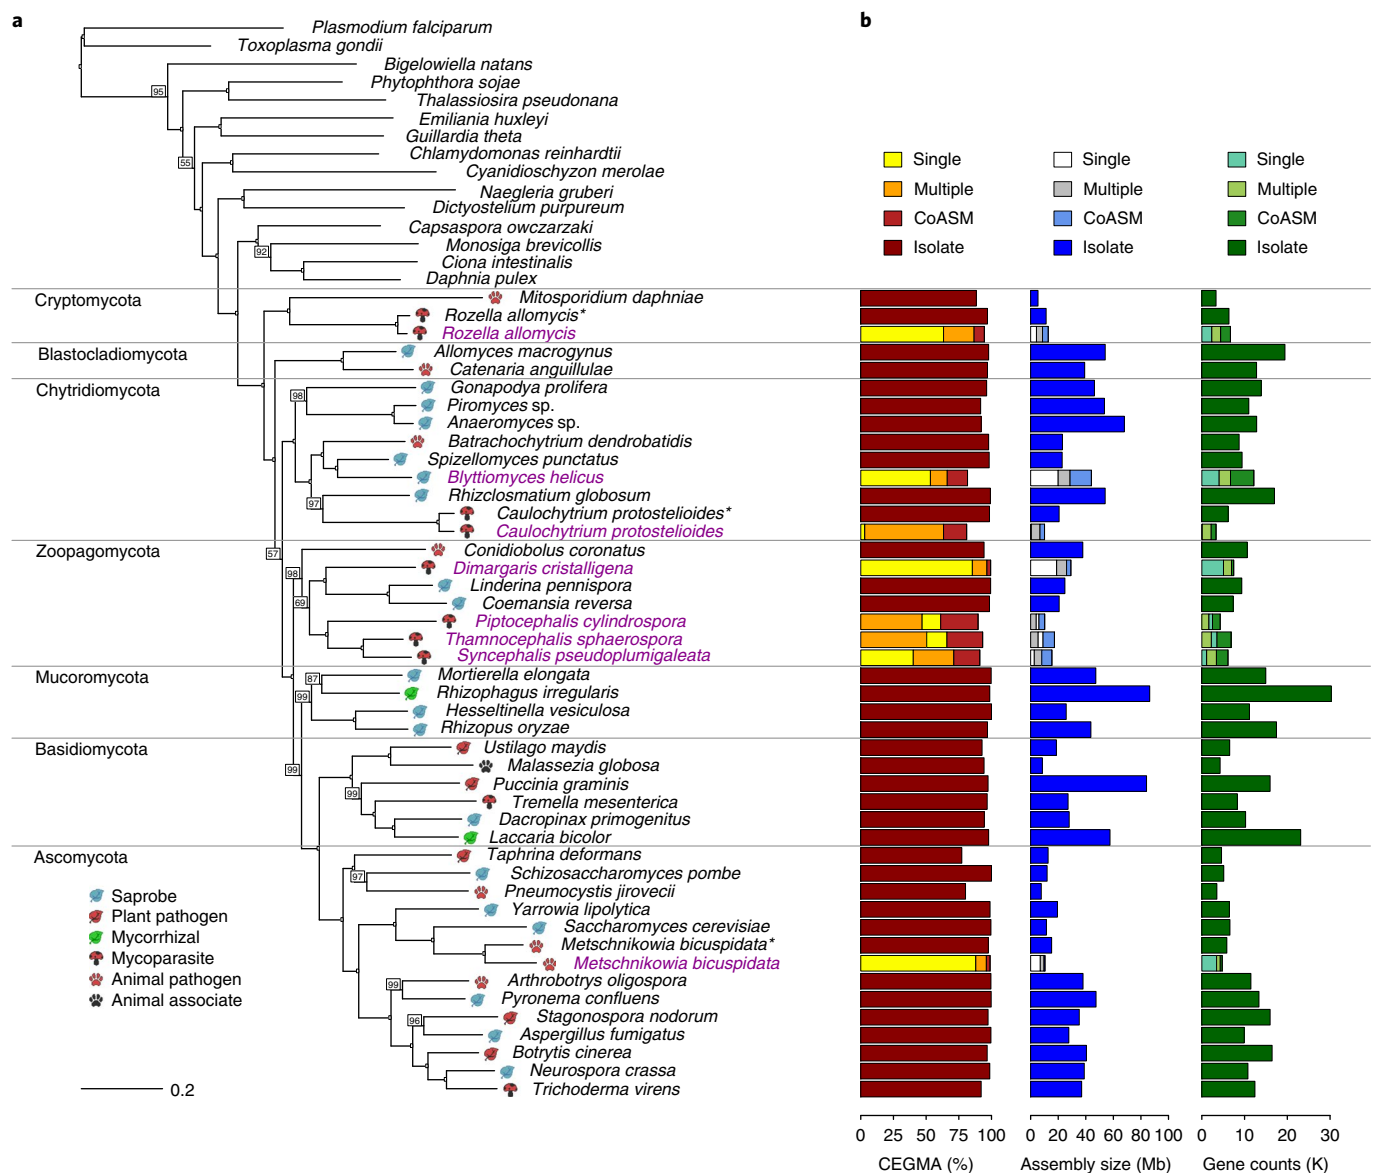 a
b
Plasmodium falciparum
Toxoplasma gondii
Bigelowiella natans
95
Phytophthora sojae
Thalassiosira pseudonana
Emiliania huxleyi
Guillardia theta
55
Chlamydomonas reinhardtii
Cyanidioschyzon merolae
Naegleria gruberi
Dictyostelium purpureum
Capsaspora owczarzaki
92
Monosiga brevicollis
Ciona intestinalis
Daphnia pulex
Single Single Single
Multiple Multiple Multiple
CoASM CoASM CoASM
Isolate Isolate Isolate
Cryptomycota
Mitosporidium daphniae
Rozella allomycis*
Rozella allomycis
Blastocladiomycota
Allomyces macrogynus
Catenaria anguillulae
Chytridiomycota
Gonapodya prolifera
98
Piromyces sp.
Anaeromyces sp.
Batrachochytrium dendrobatidis
Spizellomyces punctatus
Blyttiomyces helicus
97
Rhizclosmatium globosum
Caulochytrium protostelioides*
Caulochytrium protostelioides
Zoopagomycota
57
Conidiobolus coronatus
98
Dimargaris cristalligena
Linderina pennispora
69
Coemansia reversa
Piptocephalis cylindrospora
Thamnocephalis sphaerospora
Syncephalis pseudoplumigaleata
Mucoromycota
87
Mortierella elongata
99
Rhizophagus irregularis
Hesseltinella vesiculosa
Rhizopus oryzae
Basidiomycota
Ustilago maydis
99
Malassezia globosa
Puccinia graminis
99
Tremella mesenterica
Dacropinax primogenitus
Laccaria bicolor
Ascomycota
Taphrina deformans
97
Schizosaccharomyces pombe
Pneumocystis jirovecii
Yarrowia lipolytica
Saccharomyces cerevisiae
Metschnikowia bicuspidata*
Metschnikowia bicuspidata
99
Arthrobotrys oligospora
Pyronema confluens
96
Stagonospora nodorum
Aspergillus fumigatus
Botrytis cinerea
Neurospora crassa
Trichoderma virens
Saprobe
Plant pathogen
Mycorrhizal
Mycoparasite
Animal pathogen
Animal associate
0.2
0 25 50 75 100
CEGMA (%)
0 20 40 60 80 100
Assembly size (Mb)
0 10 20 30
Gene counts (K)